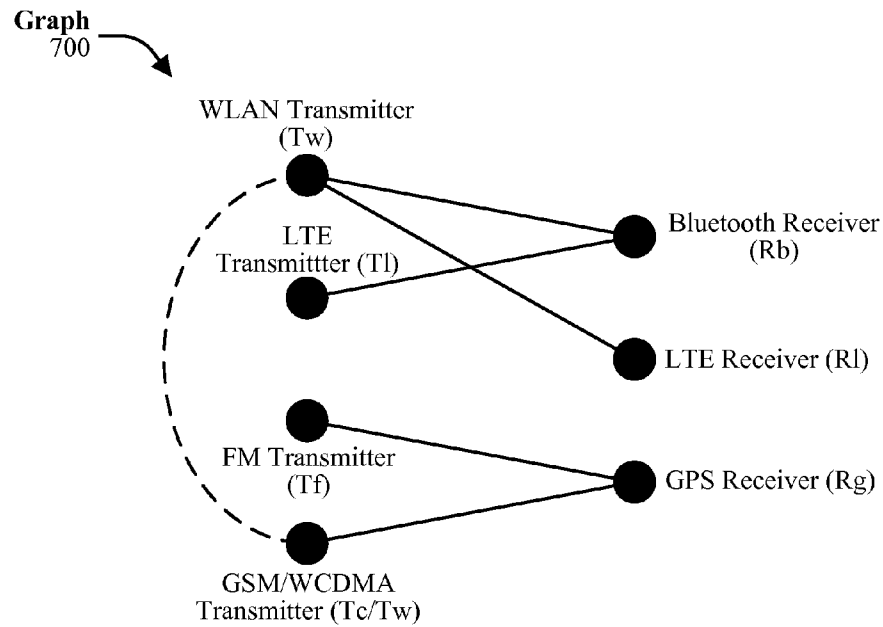 Graph
700
WLAN Transmitter
(Tw)
LTE
Transmittter (Tl)
Bluetooth Receiver
(Rb)
LTE Receiver (Rl)
FM Transmitter
(Tf)
GPS Receiver (Rg)
GSM/WCDMA
Transmitter (Tc/Tw)